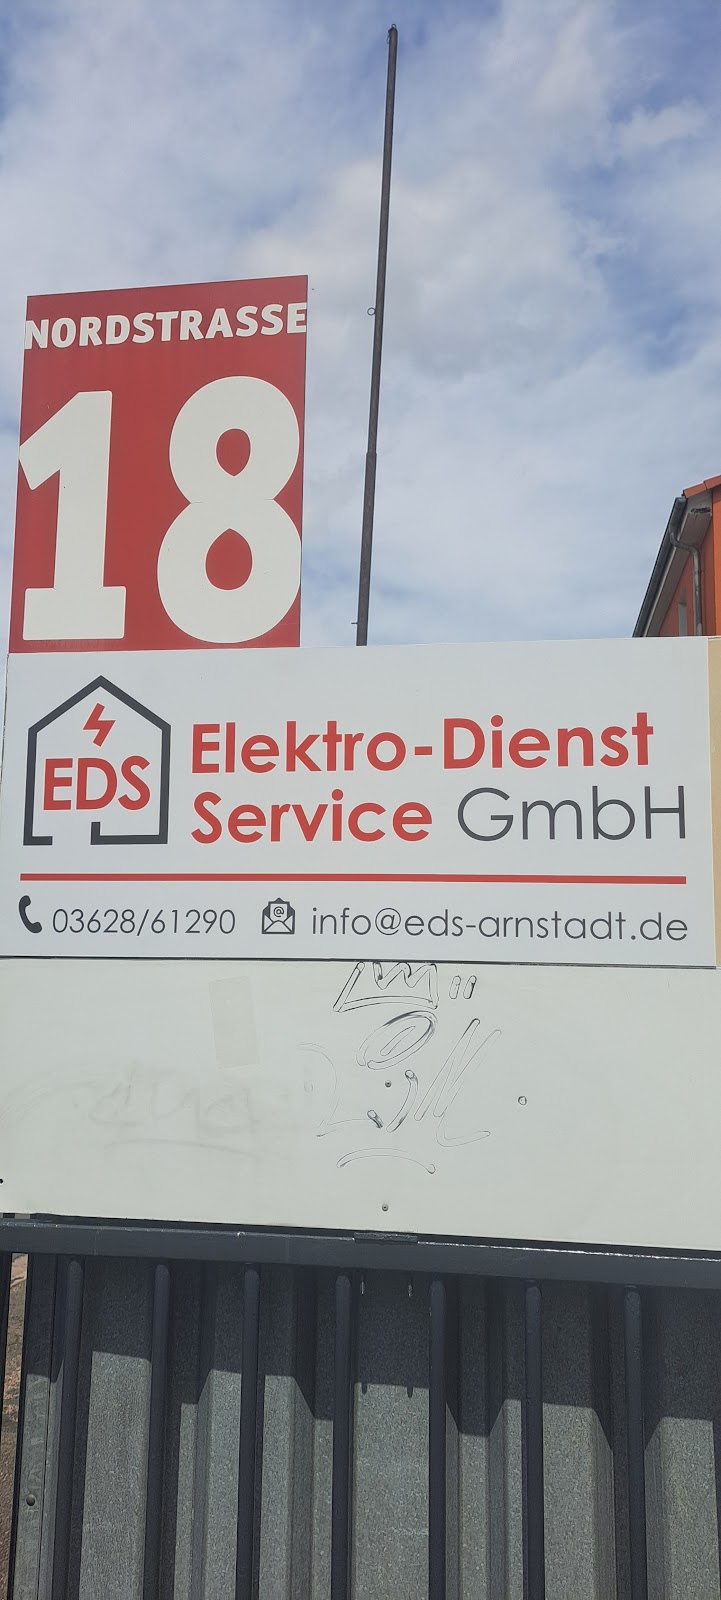 NORDSTRASSE
18
EDS
Elektro-Dienst
Service GmbH
03628/61290 info@eds-arnstadt.de